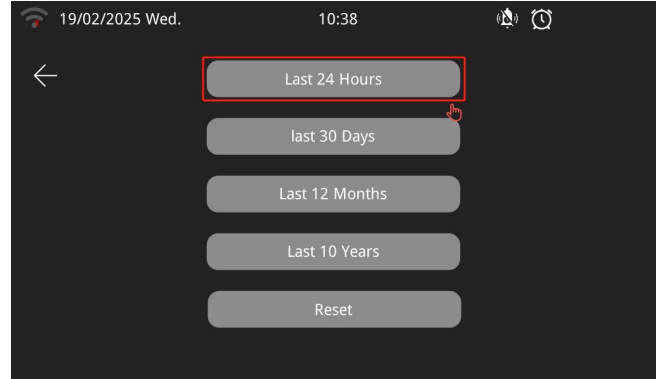 19/02/2025 Wed. 10:38
Last 24 Hours
last 30 Days
Last 12 Months
Last 10 Years
Reset